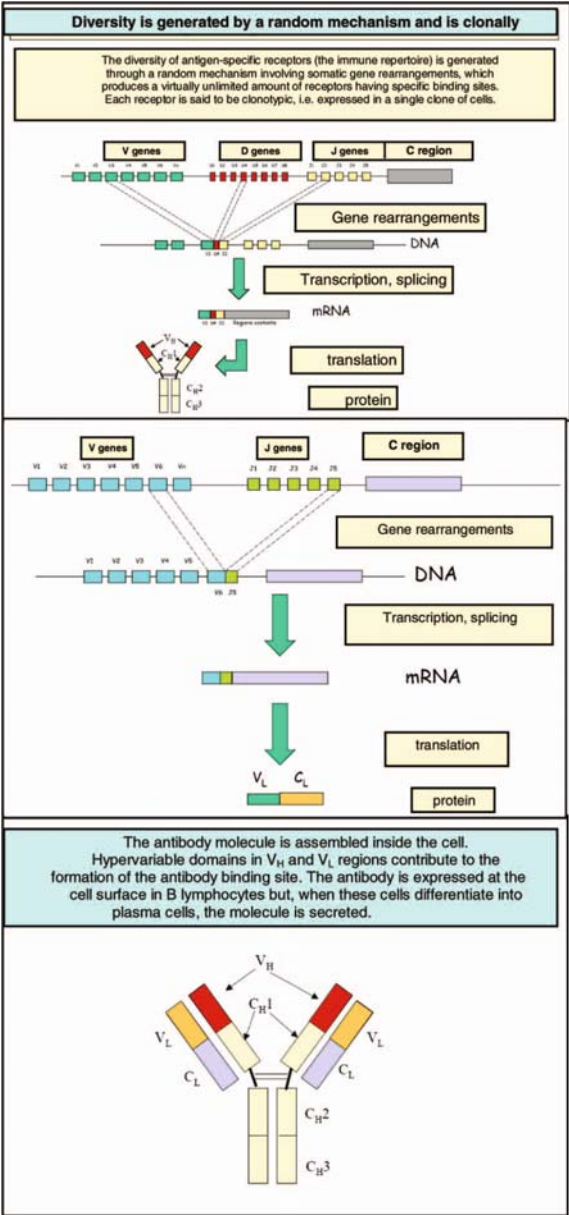 Diversity is generated by a random mechanism and is clonally
The diversity of antigen-specific receptors (the immune repertoire) is generated
through a random mechanism involving somatic gene rearrangements, which
produces a virtually unlimited amount of receptors having specific binding sites.
Each receptor is said to be clonotypic, i.e. expressed in a single clone of cells.
V genes D genes J genes C region
Gene rearrangements
DNA
Transcription, splicing
mRNA
VH
CH1
translation
CH2
CH3
protein
V genes J genes C region
V1 V2 V3 V4 V5 V6 Vn J1 J2 J3 J4 J5
Gene rearrangements
V1 V2 V3 V4 V5
DNA
V6 J5
Transcription, splicing
mRNA
translation
VL CL
protein
The antibody molecule is assembled inside the cell.
Hypervariable domains in VH and VL regions contribute to the
formation of the antibody binding site. The antibody is expressed at the
cell surface in B lymphocytes but, when these cells differentiate into
plasma cells, the molecule is secreted.
VH
CH1
VL VL
CL CL
CH2
CH3